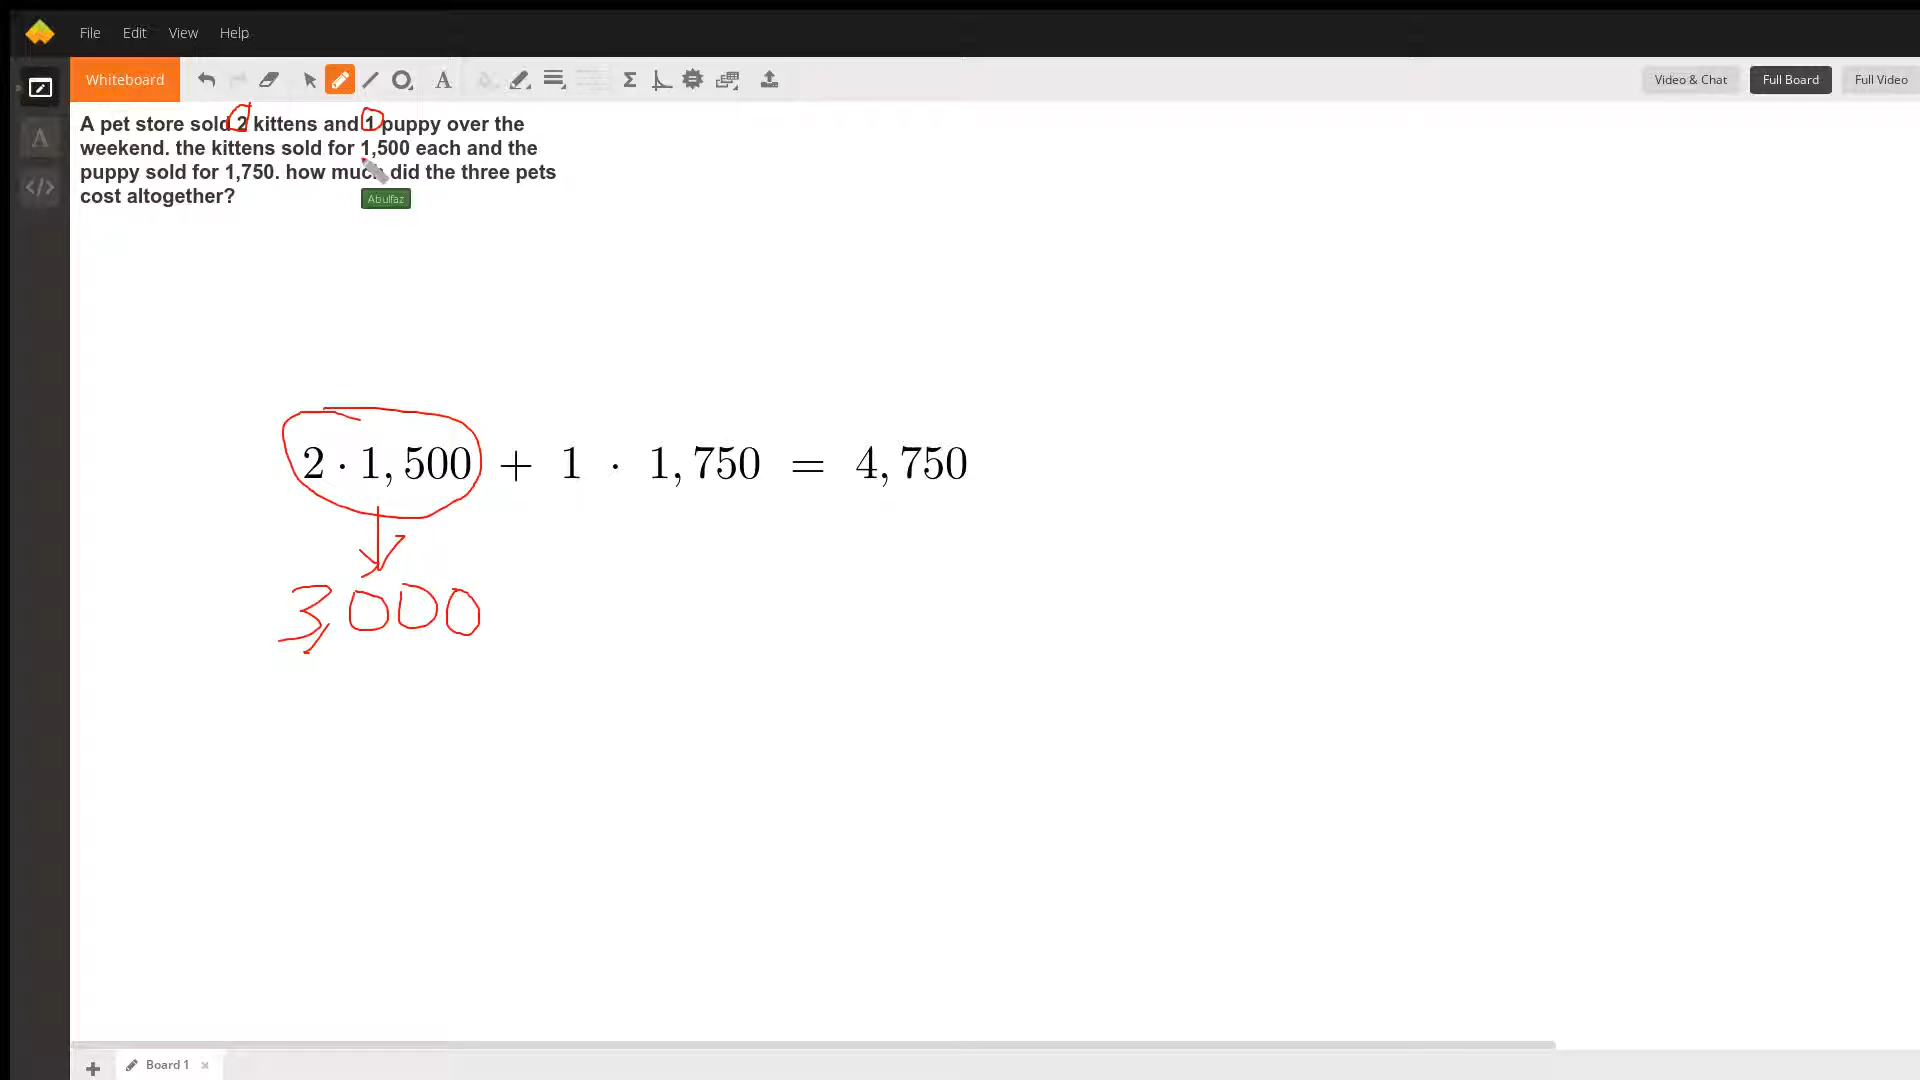 File Edit View Help
Whiteboard A Σ Video & Chat Full Board Full Video
A
</>
A pet store sold 2 kittens and 1 puppy over the
weekend. the kittens sold for 1,500 each and the
puppy sold for 1,750. how much did the three pets
cost altogether?
Abulfaz
2 · 1, 500 + 1 · 1, 750 = 4, 750
3,000
+ Board 1 ×